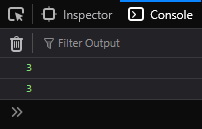 Inspector Console
Filter Output
3
3